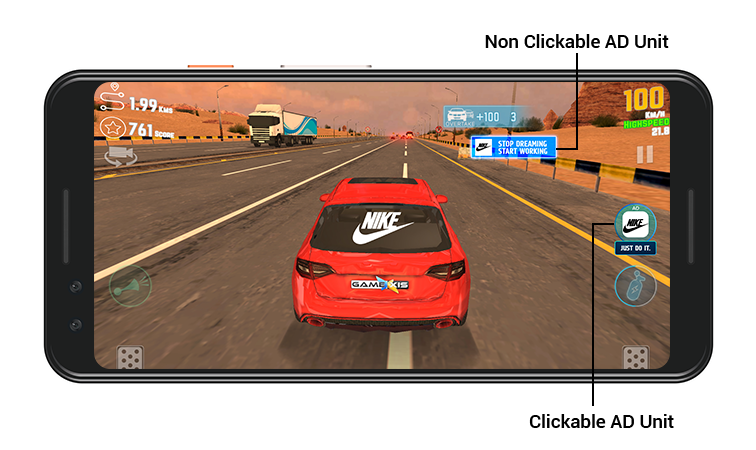 Non Clickable AD Unit
1.99 KMS
761 SCORE
+100 3
OVERTAKE
100
KM/H
HIGHSPEED
21.0
STOP DREAMING
START WORKING
NIKE
AD
JUST DO IT.
Clickable AD Unit